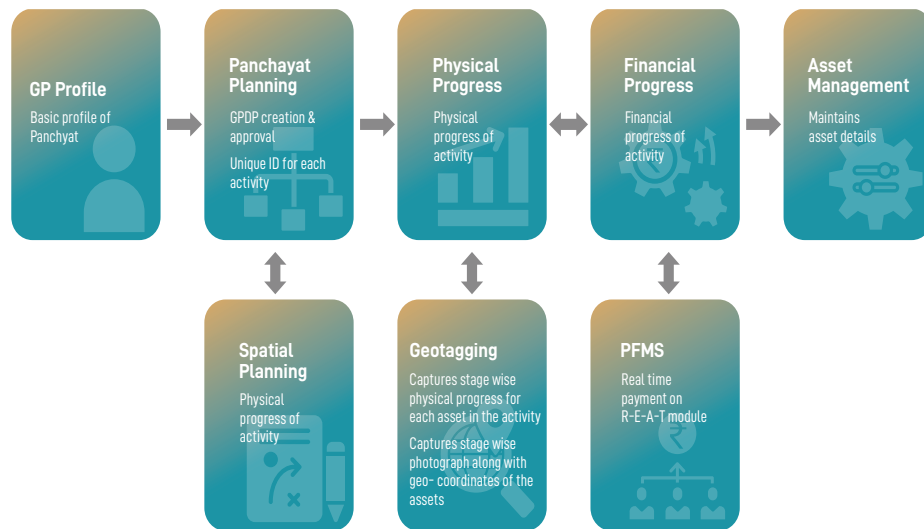 GP Profile
Basic profile of
Panchyat
Panchayat
Planning
GPDP creation &
approval
Unique ID for each
activity
Physical
Progress
Physical
progress of
activity
Financial
Progress
Financial
progress of
activity
Asset
Management
Maintains
asset details
Spatial
Planning
Physical
progress of
activity
Geotagging
Captures stage wise
physical progress for
each asset in the activity
Captures stage wise
photograph along with
geo- coordinates of the
assets
PFMS
Real time
payment on
R-E-A-T module
₹